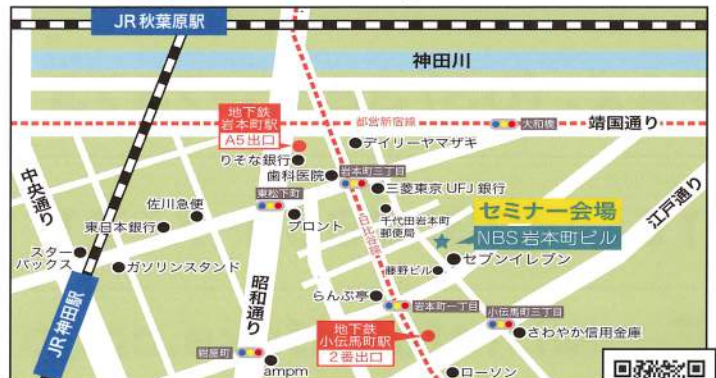 JR秋葉原駅
神田川
地下鉄
岩本町駅
A5出口
都営新宿線
大和橋
靖国通り
デイリーヤマザキ
りそな銀行
歯科医院
岩本町三丁目
三菱東京UFJ銀行
中央通り
東松下町
佐川急便
プロント
千代田岩本町
郵便局
日比谷線
セミナー会場
NBS岩本町ビル
江戸通り
東日本銀行
スター
バックス
ガソリンスタンド
昭和通り
セブンイレブン
藤野ビル
らんぷ亭
岩本町一丁目
小伝馬町三丁目
JR神田駅
地下鉄
小伝馬町駅
2番出口
さわやか信用金庫
紺屋町
ampm
ローソン